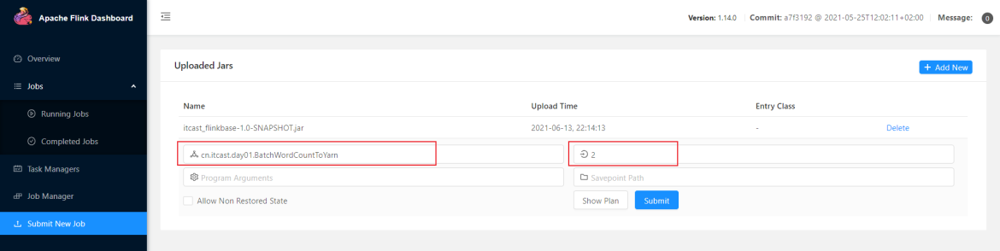 Apache Flink Dashboard
Version: 1.14.0 Commit: a7f3192 @ 2021-05-25T12:02:11+02:00 Message: 0
Overview
Jobs
Running Jobs
Completed Jobs
Task Managers
Job Manager
Submit New Job
Uploaded Jars
+ Add New
Name Upload Time Entry Class
itcast_flinkbase-1.0-SNAPSHOT.jar 2021-06-13, 22:14:13 - Delete
cn.itcast.day01.BatchWordCountToYarn 2
Program Arguments Savepoint Path
Allow Non Restored State Show Plan Submit